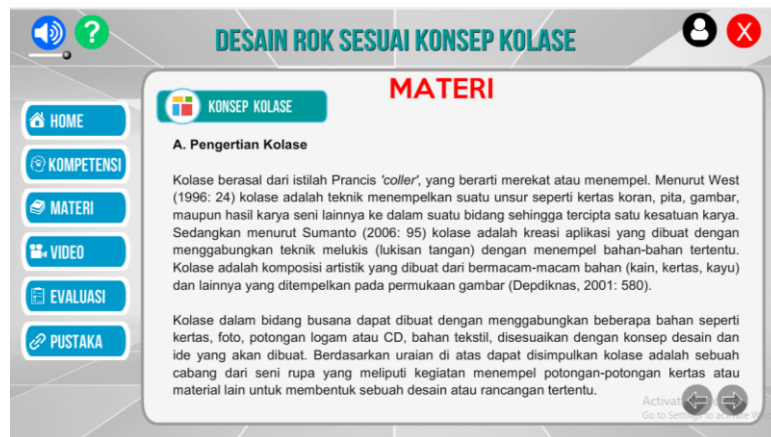 DESAIN ROK SESUAI KONSEP KOLASE
?
X
MATERI
KONSEP KOLASE
HOME
KOMPETENSI
MATERI
VIDEO
EVALUASI
PUSTAKA
A. Pengertian Kolase
Kolase berasal dari istilah Prancis 'coller', yang berarti merekat atau menempel. Menurut West
(1996: 24) kolase adalah teknik menempelkan suatu unsur seperti kertas koran, pita, gambar,
maupun hasil karya seni lainnya ke dalam suatu bidang sehingga tercipta satu kesatuan karya.
Sedangkan menurut Sumanto (2006: 95) kolase adalah kreasi aplikasi yang dibuat dengan
menggabungkan teknik melukis (lukisan tangan) dengan menempel bahan-bahan tertentu.
Kolase adalah komposisi artistik yang dibuat dari bermacam-macam bahan (kain, kertas, kayu)
dan lainnya yang ditempelkan pada permukaan gambar (Depdiknas, 2001: 580).
Kolase dalam bidang busana dapat dibuat dengan menggabungkan beberapa bahan seperti
kertas, foto, potongan logam atau CD, bahan tekstil, disesuaikan dengan konsep desain dan
ide yang akan dibuat. Berdasarkan uraian di atas dapat disimpulkan kolase adalah sebuah
cabang dari seni rupa yang meliputi kegiatan menempel potongan-potongan kertas atau
material lain untuk membentuk sebuah desain atau rancangan tertentu.
Go to Settings to